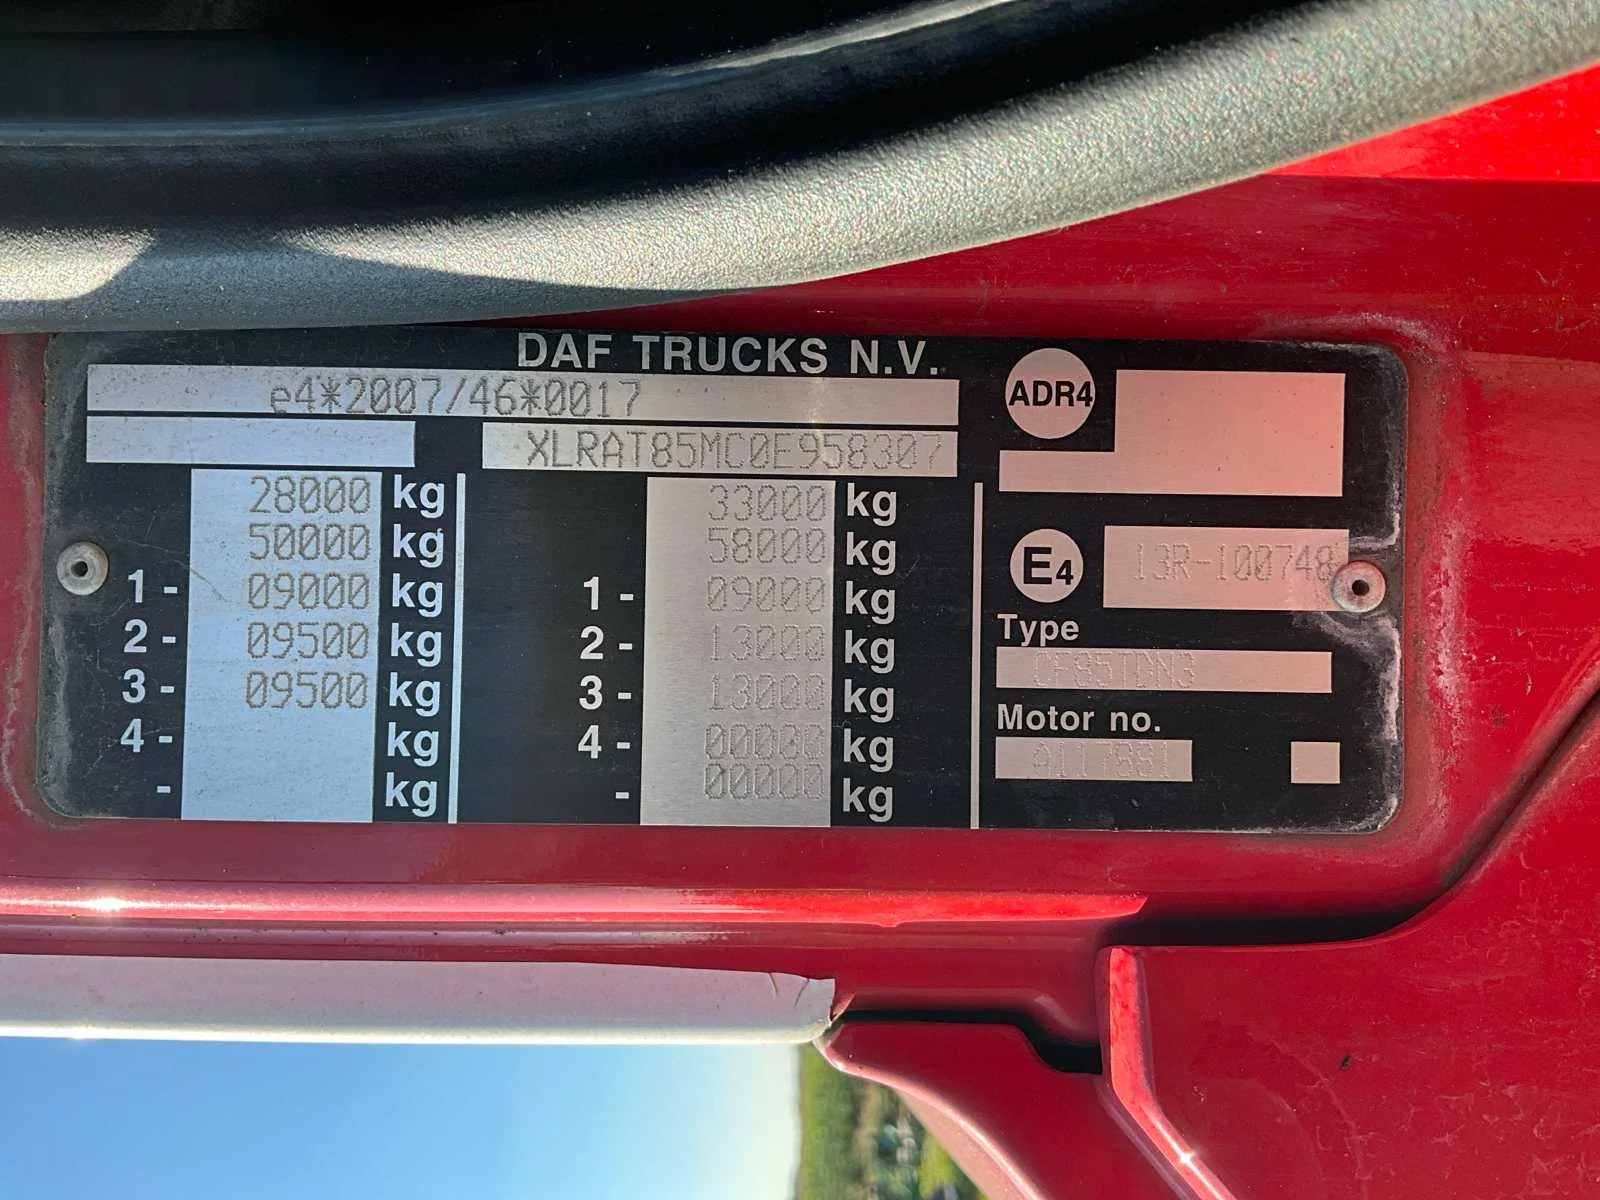 DAF TRUCKS N.V.
e4*2007/46*0017
XLRAT85MC0E958307
28000 kg
50000 kg
1 - 09000 kg
2 - 09500 kg
3 - 09500 kg
4 - kg
- kg
33000 kg
58000 kg
1 - 09000 kg
2 - 13000 kg
3 - 13000 kg
4 - 00000 kg
- 00000 kg
ADR4
E4 13R-100748
Type
CF85TDN3
Motor no.